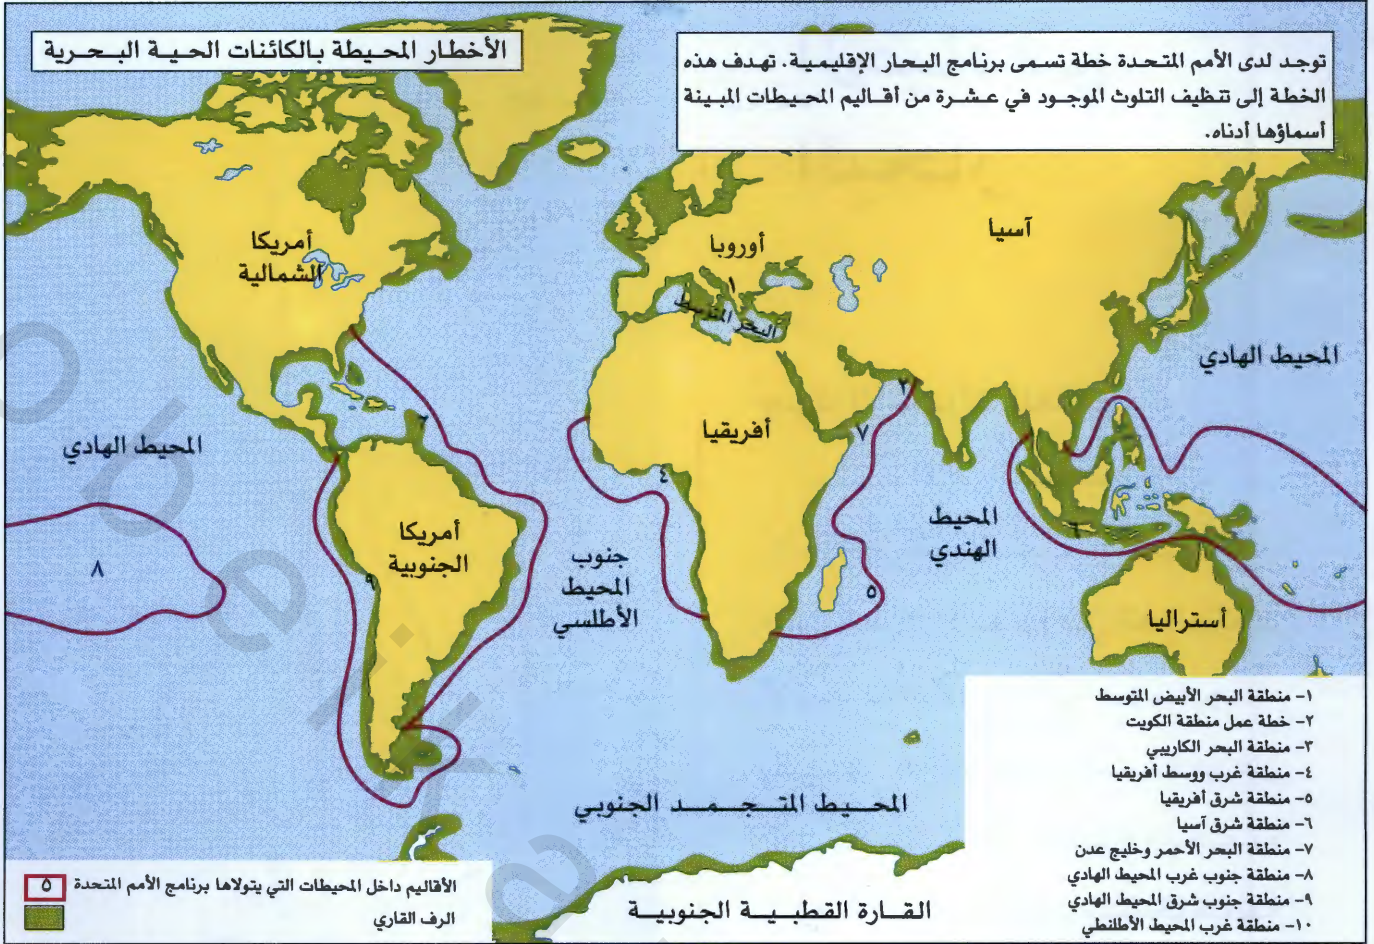 الأخطار المحيطة بالكائنات الحية البحرية
توجد لدى الأمم المتحدة خطة تسمى برنامج البحار الإقليمية. تهدف هذه
الخطة إلى تنظيف التلوث الموجود في عشرة من أقاليم المحيطات المبينة
أسماؤها أدناه.
أمريكا
الشمالية
أوروبا
آسيا
١
البحر المتوسط
المحيط الهادي
٢
أفريقيا
٧
٢
المحيط الهادي
٤
أمريكا
الجنوبية
المحيط
الهندي
٦
جنوب
المحيط
الأطلسي
٨
٩
٥
أستراليا
١- منطقة البحر الأبيض المتوسط
٢- خطة عمل منطقة الكويت
٣- منطقة البحر الكاريبي
٤- منطقة غرب ووسط أفريقيا
٥- منطقة شرق أفريقيا
٦- منطقة شرق آسيا
٧- منطقة البحر الأحمر وخليج عدن
٨- منطقة جنوب غرب المحيط الهادي
٩- منطقة جنوب شرق المحيط الهادي
١٠- منطقة غرب المحيط الأطلنطي
المحيط المتجمد الجنوبي
القارة القطبية الجنوبية
الأقاليم داخل المحيطات التي يتولاها برنامج الأمم المتحدة ٥
الرف القاري